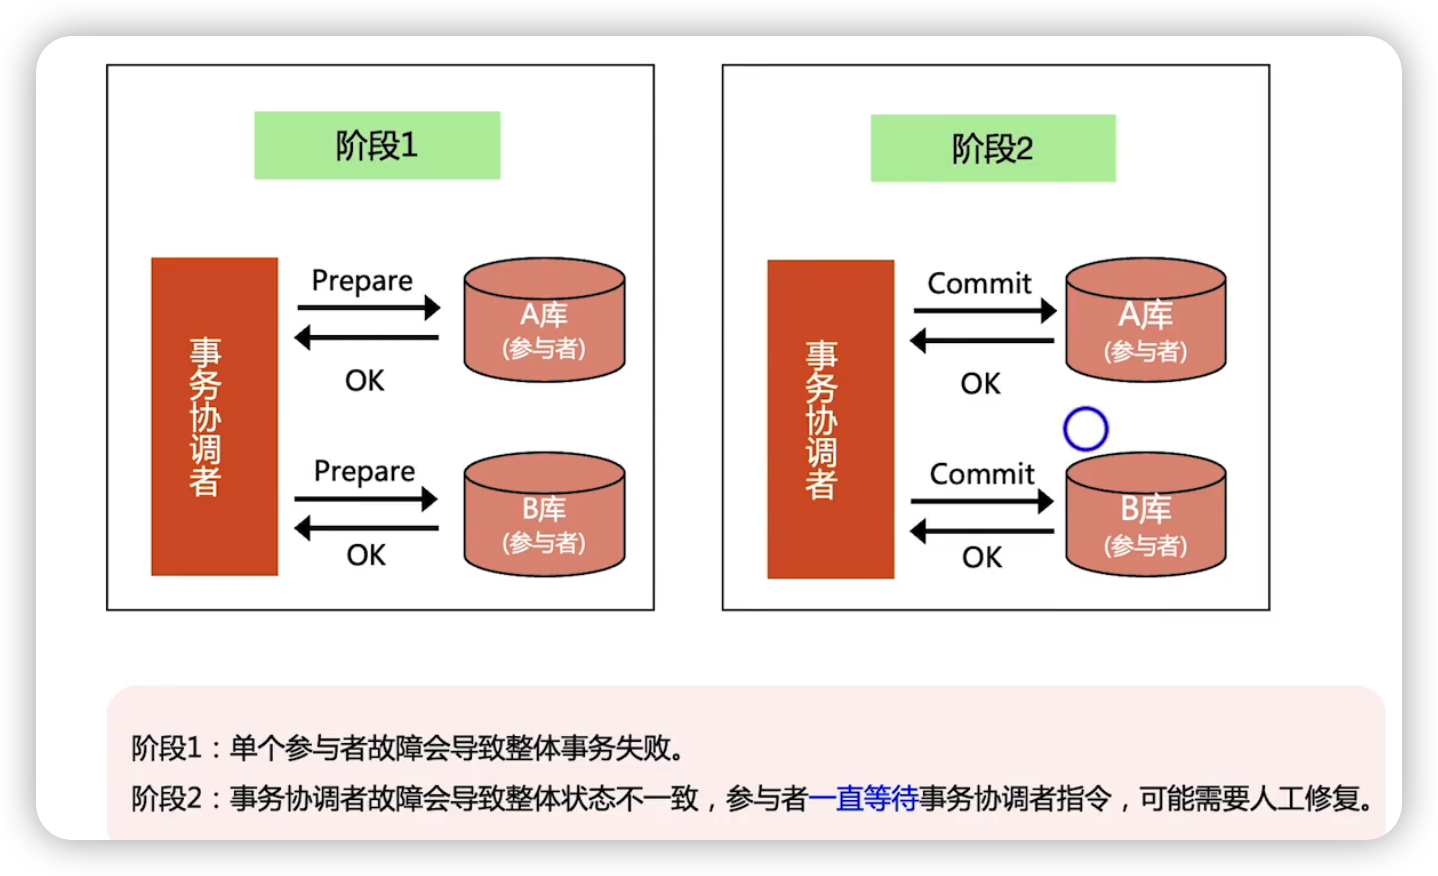 阶段1
事务协调者
Prepare
OK
A库
(参与者)
Prepare
OK
B库
(参与者)
阶段2
事务协调者
Commit
OK
A库
(参与者)
Commit
OK
B库
(参与者)
阶段1：单个参与者故障会导致整体事务失败。
阶段2：事务协调者故障会导致整体状态不一致，参与者一直等待事务协调者指令，可能需要人工修复。